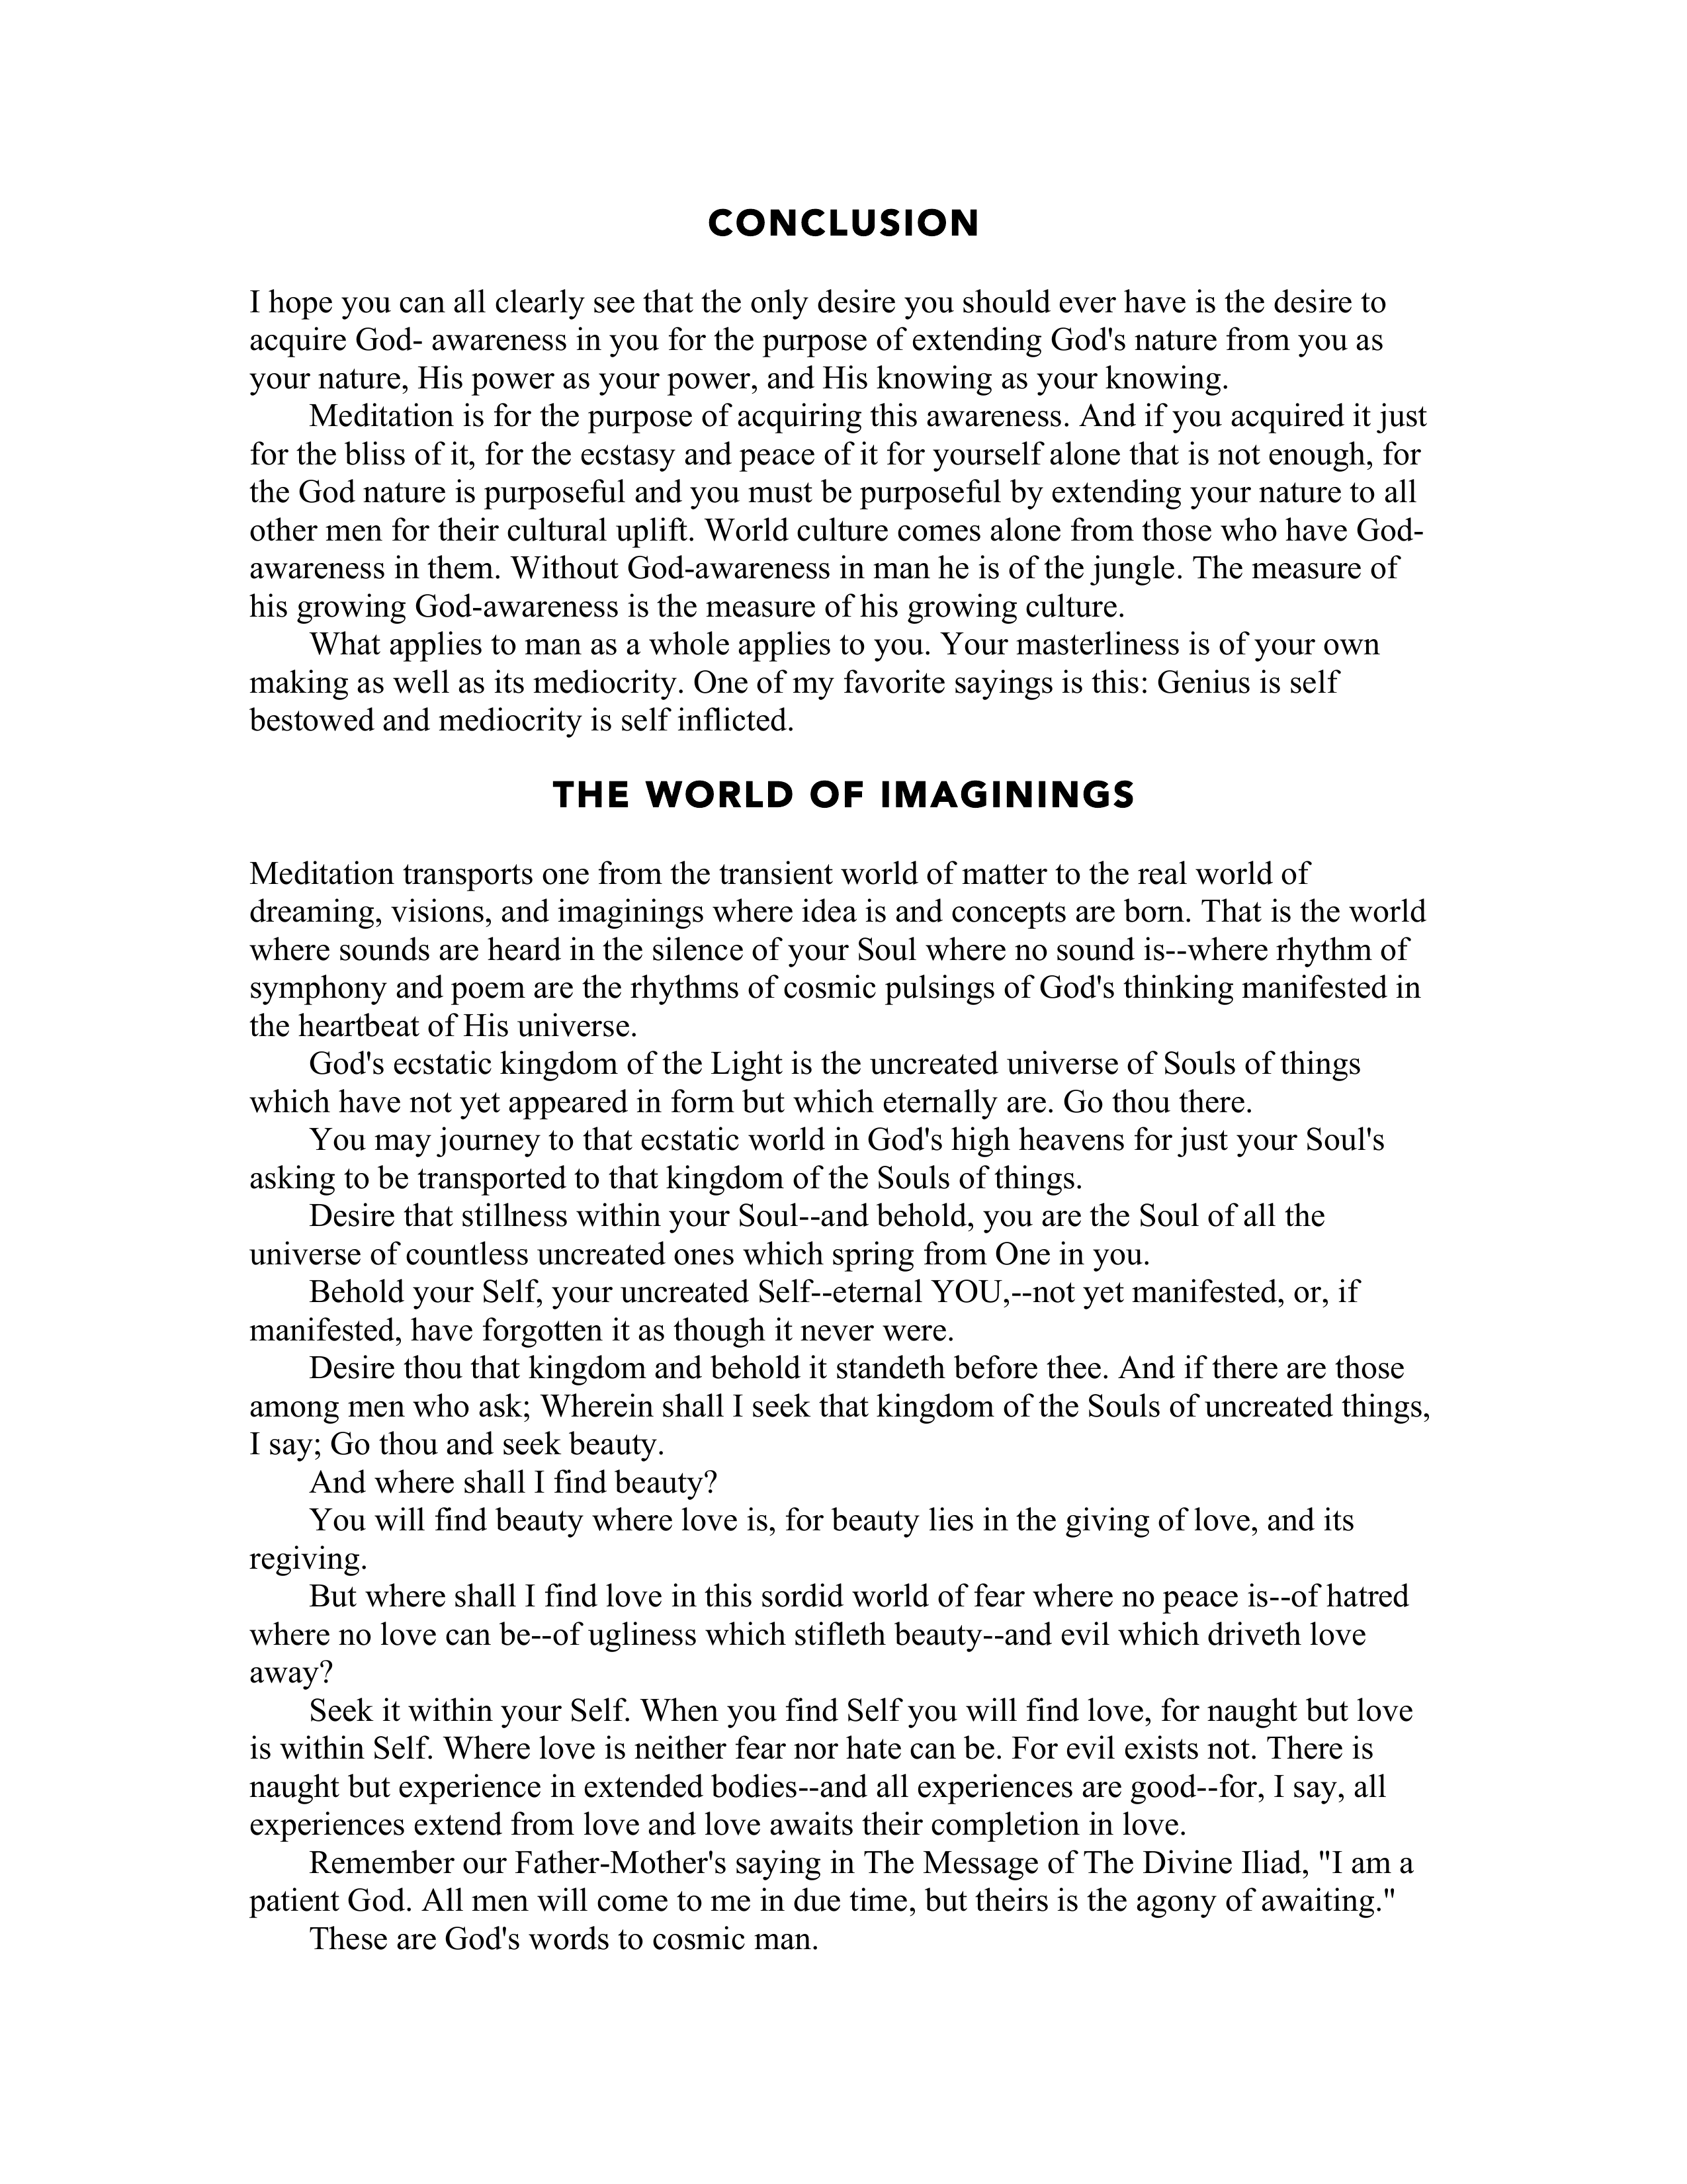 CONCLUSION
I hope you can all clearly see that the only desire you should ever have is the desire to
acquire God- awareness in you for the purpose of extending God's nature from you as
your nature, His power as your power, and His knowing as your knowing.
Meditation is for the purpose of acquiring this awareness. And if you acquired it just
for the bliss of it, for the ecstasy and peace of it for yourself alone that is not enough, for
the God nature is purposeful and you must be purposeful by extending your nature to all
other men for their cultural uplift. World culture comes alone from those who have God-
awareness in them. Without God-awareness in man he is of the jungle. The measure of
his growing God-awareness is the measure of his growing culture.
What applies to man as a whole applies to you. Your masterliness is of your own
making as well as its mediocrity. One of my favorite sayings is this: Genius is self
bestowed and mediocrity is self inflicted.
THE WORLD OF IMAGININGS
Meditation transports one from the transient world of matter to the real world of
dreaming, visions, and imaginings where idea is and concepts are born. That is the world
where sounds are heard in the silence of your Soul where no sound is--where rhythm of
symphony and poem are the rhythms of cosmic pulsings of God's thinking manifested in
the heartbeat of His universe.
God's ecstatic kingdom of the Light is the uncreated universe of Souls of things
which have not yet appeared in form but which eternally are. Go thou there.
You may journey to that ecstatic world in God's high heavens for just your Soul's
asking to be transported to that kingdom of the Souls of things.
Desire that stillness within your Soul--and behold, you are the Soul of all the
universe of countless uncreated ones which spring from One in you.
Behold your Self, your uncreated Self--eternal YOU,--not yet manifested, or, if
manifested, have forgotten it as though it never were.
Desire thou that kingdom and behold it standeth before thee. And if there are those
among men who ask; Wherein shall I seek that kingdom of the Souls of uncreated things,
I say; Go thou and seek beauty.
And where shall I find beauty?
You will find beauty where love is, for beauty lies in the giving of love, and its
regiving.
But where shall I find love in this sordid world of fear where no peace is--of hatred
where no love can be--of ugliness which stifleth beauty--and evil which driveth love
away?
Seek it within your Self. When you find Self you will find love, for naught but love
is within Self. Where love is neither fear nor hate can be. For evil exists not. There is
naught but experience in extended bodies--and all experiences are good--for, I say, all
experiences extend from love and love awaits their completion in love.
Remember our Father-Mother's saying in The Message of The Divine Iliad, "I am a
patient God. All men will come to me in due time, but theirs is the agony of awaiting."
These are God's words to cosmic man.